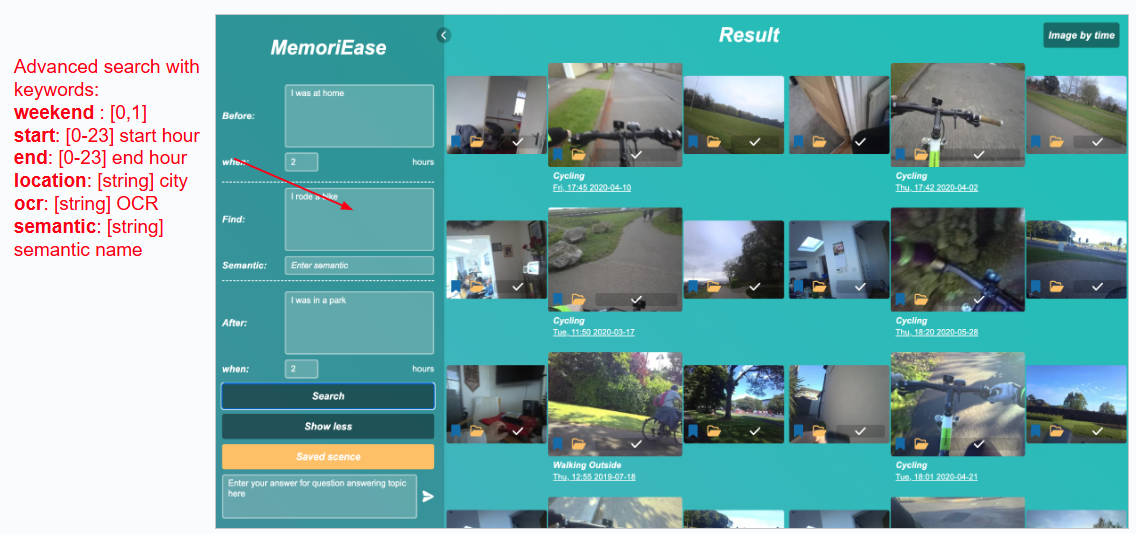 Advanced search with
keywords:
weekend : [0,1]
start: [0-23] start hour
end: [0-23] end hour
location: [string] city
ocr: [string] OCR
semantic: [string]
semantic name
MemoriEase
Before:
I was at home
when:
2
hours
Find:
I rode a bike
Semantic:
Enter semantic
After:
I was in a park
when:
2
hours
Search
Show less
Saved scence
Enter your answer for question answering topic
here
Result
Image by time
Cycling
Fri, 17:45 2020-04-10
Cycling
Thu, 17:42 2020-04-02
Cycling
Tue, 11:50 2020-03-17
Cycling
Thu, 18:20 2020-05-28
Walking Outside
Thu, 12:55 2019-07-18
Cycling
Tue, 18:01 2020-04-21